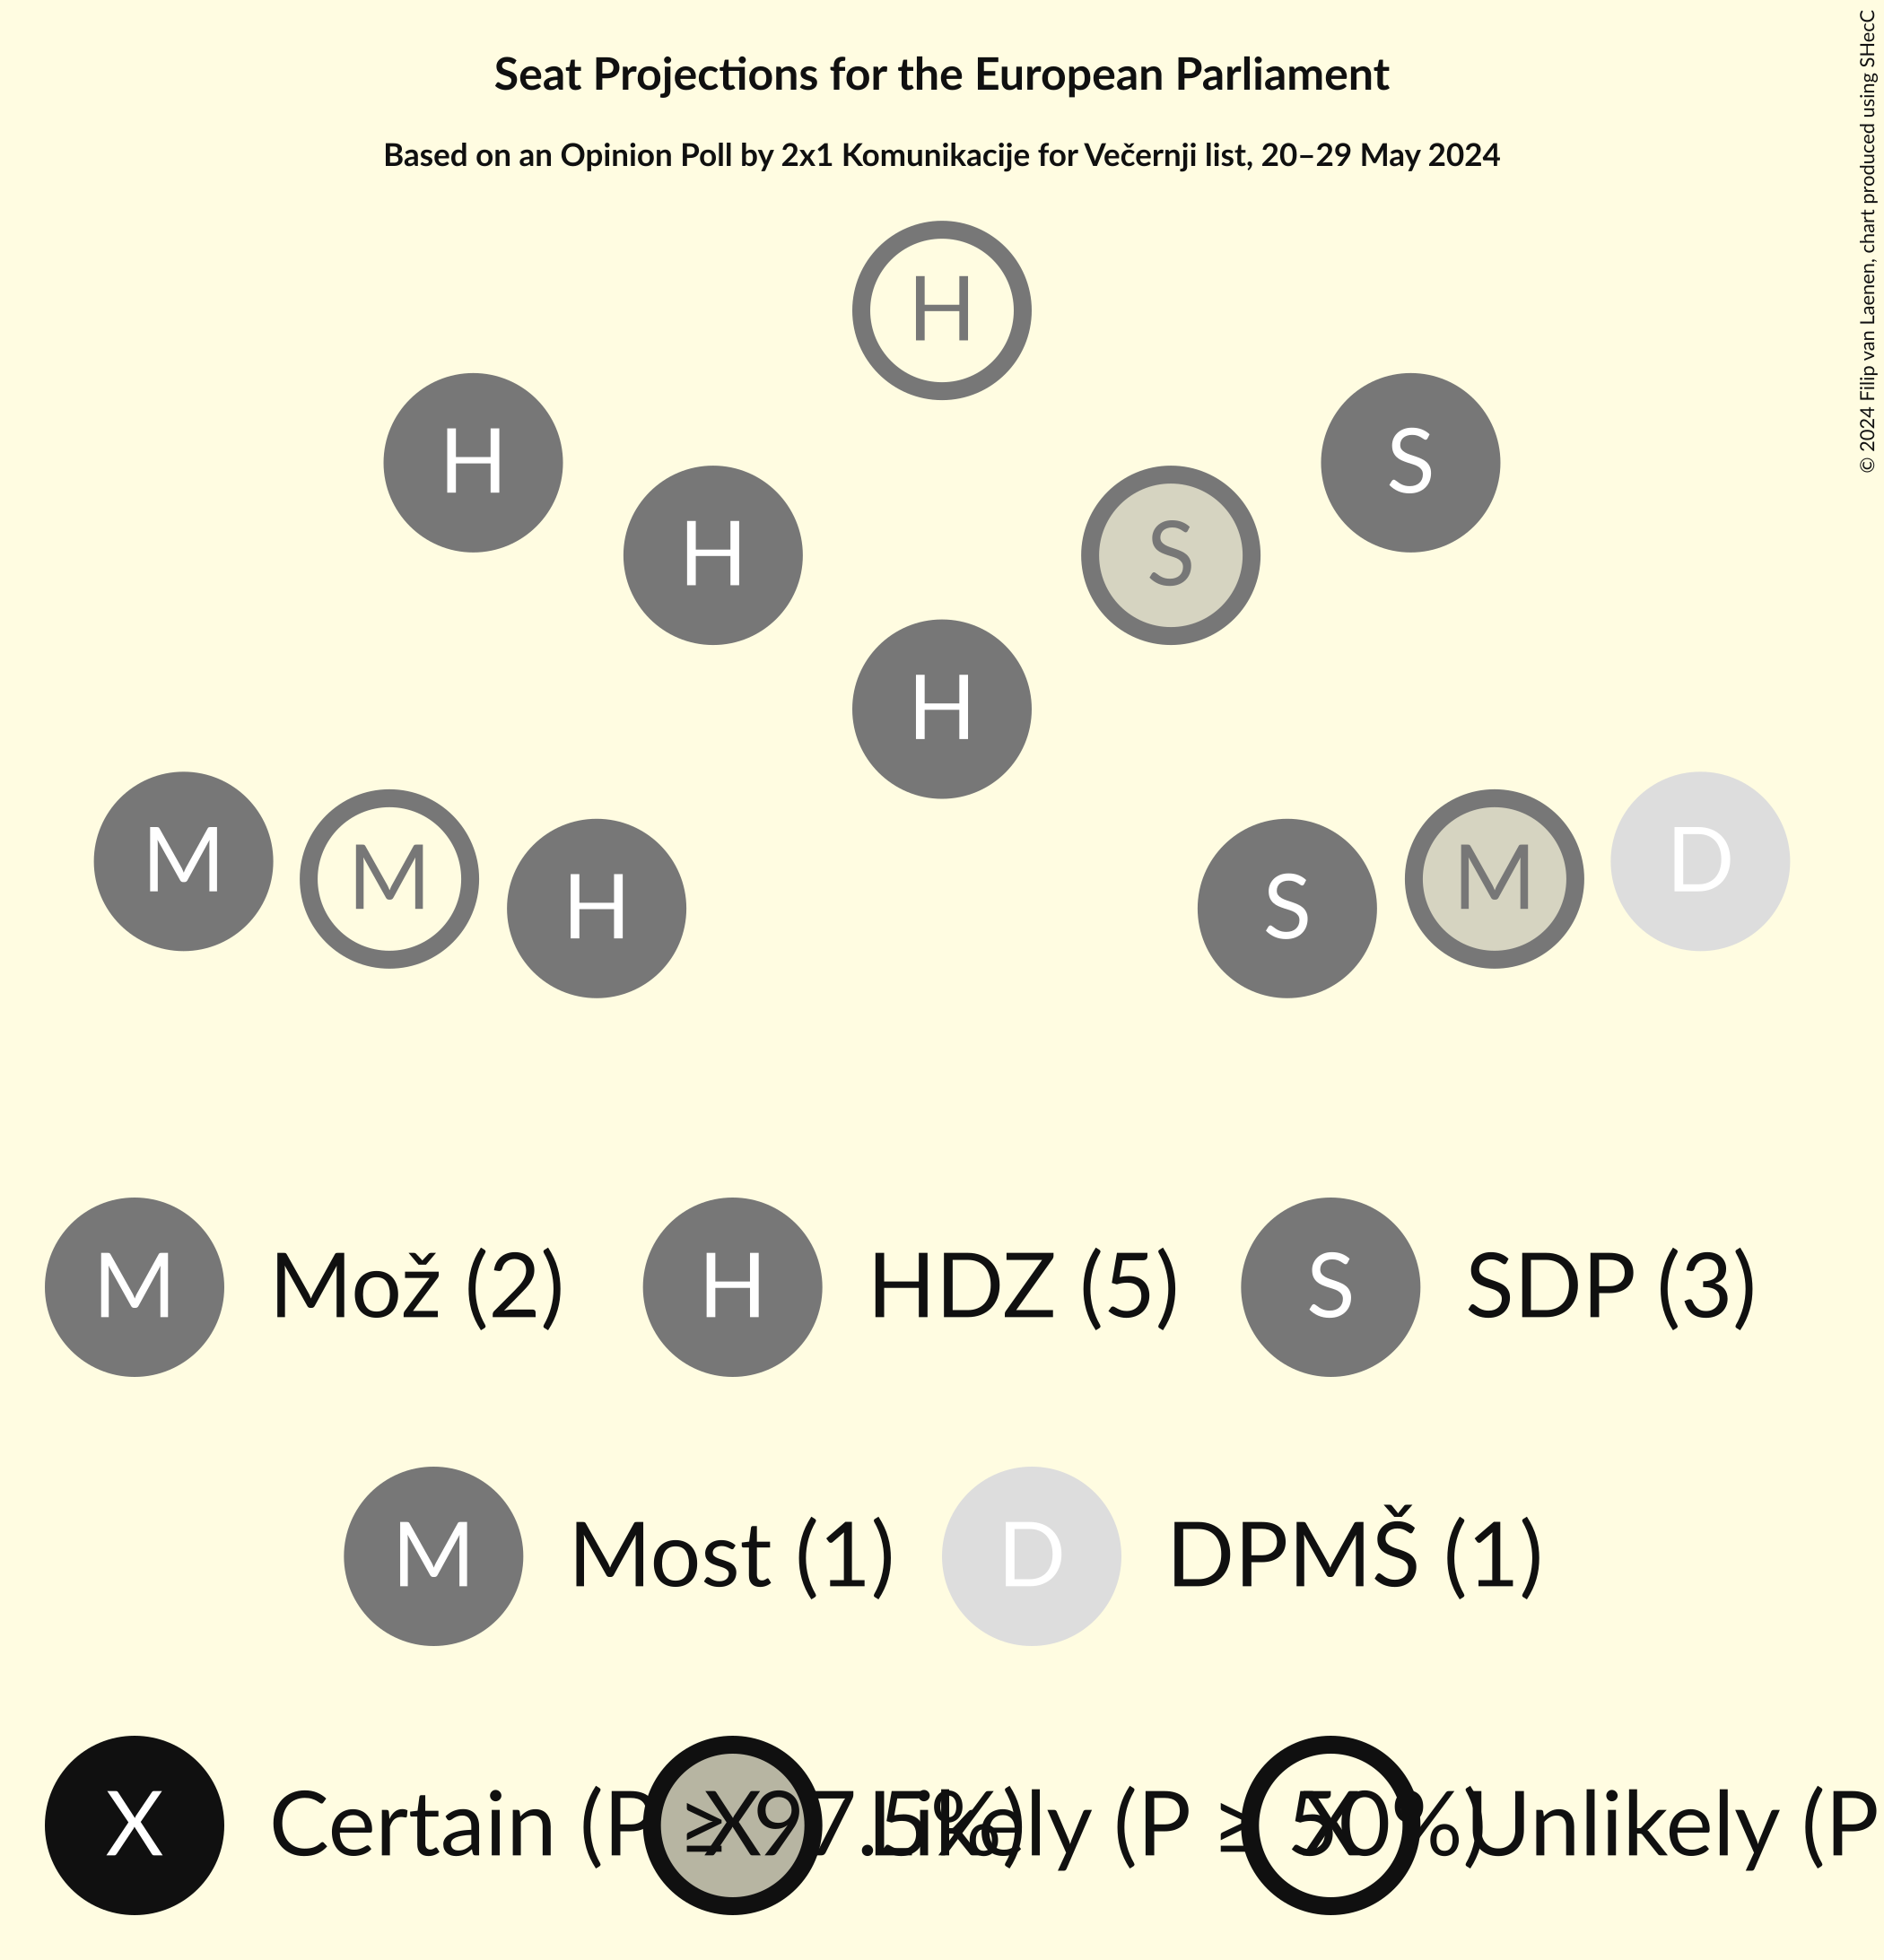 Seat Projections for the European Parliament
Based on an Opinion Poll by 2x1 Komunikacije for Večernji list, 20–29 May 2024
© 2024 Filip van Laenen, chart produced using SHecC
H
H
S
H
S
H
M
M
H
S
M
D
M Mož (2) H HDZ (5) S SDP (3)
M Most (1) D DPMŠ (1)
X Certain (P ≥ 97.5%) X Likely (P ≥ 50%) X Unlikely (P